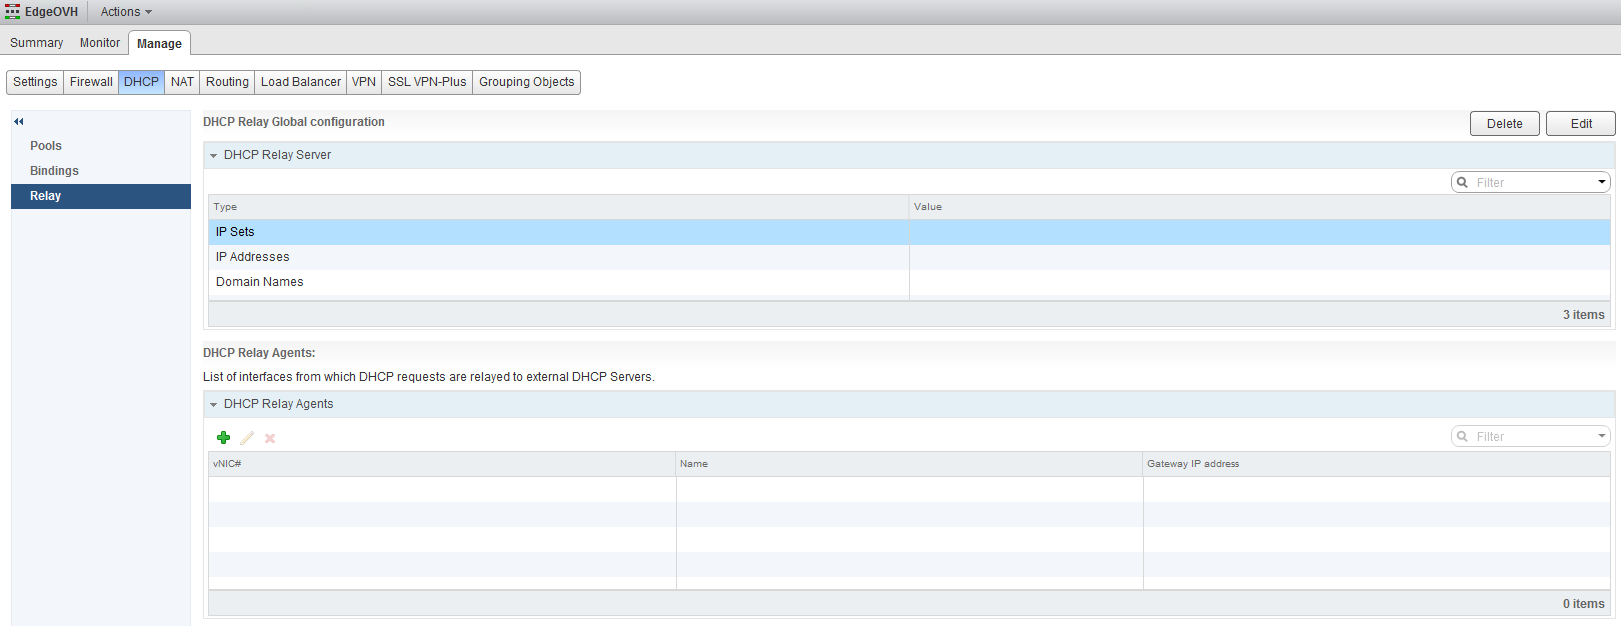 EdgeOVH Actions
Summary Monitor Manage
Settings Firewall DHCP NAT Routing Load Balancer VPN SSL VPN-Plus Grouping Objects
Pools
Bindings
Relay
DHCP Relay Global configuration
Delete Edit
DHCP Relay Server
Filter
Type Value
IP Sets
IP Addresses
Domain Names
3 items
DHCP Relay Agents:
List of interfaces from which DHCP requests are relayed to external DHCP Servers.
DHCP Relay Agents
Filter
vNIC# Name Gateway IP address
0 items